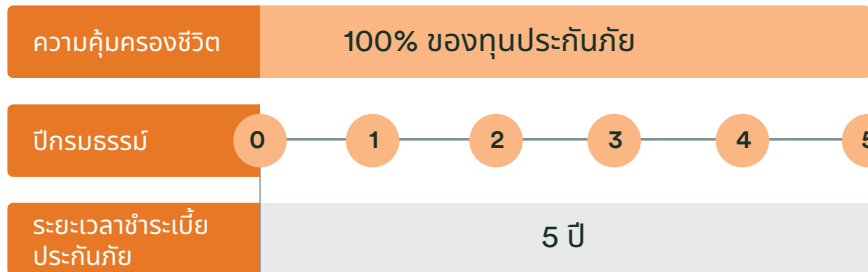 ความคุ้มครองชีวิต 100% ของทุนประกันภัย
ปีกรมธรรม์ 0 1 2 3 4 5
ระยะเวลาชำระเบี้ย
ประกันภัย
5 ปี